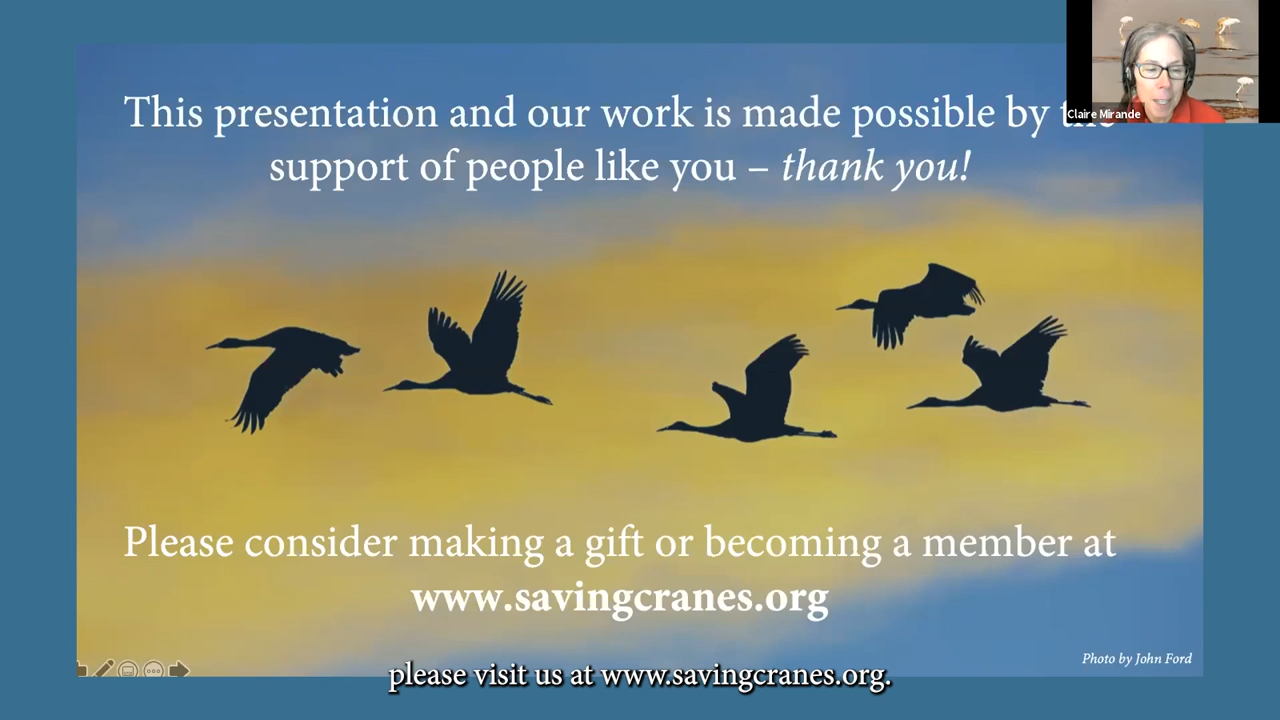 This presentation and our work is made possible by the
support of people like you – thank you!
Claire Mirande
Please consider making a gift or becoming a member at
www.savingcranes.org
Photo by John Ford
please visit us at www.savingcranes.org.